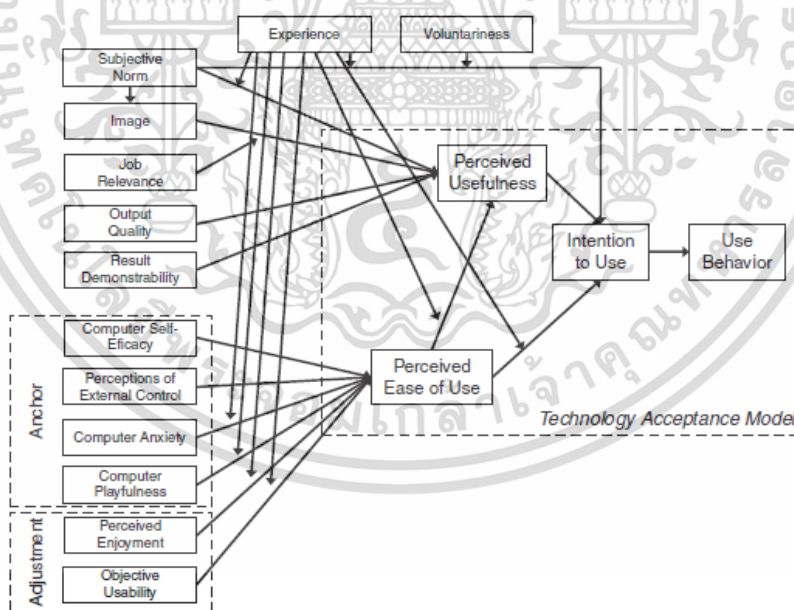 Experience
Voluntariness
Subjective
Norm
Image
Job
Relevance
Output
Quality
Result
Demonstrability
Perceived
Usefulness
Intention
to Use
Use
Behavior
Perceived
Ease of Use
Technology Acceptance Model
Anchor
Computer Self-
Eficacy
Perceptions of
External Control
Computer Anxiety
Computer
Playfulness
Adjustment
Perceived
Enjoyment
Objective
Usability